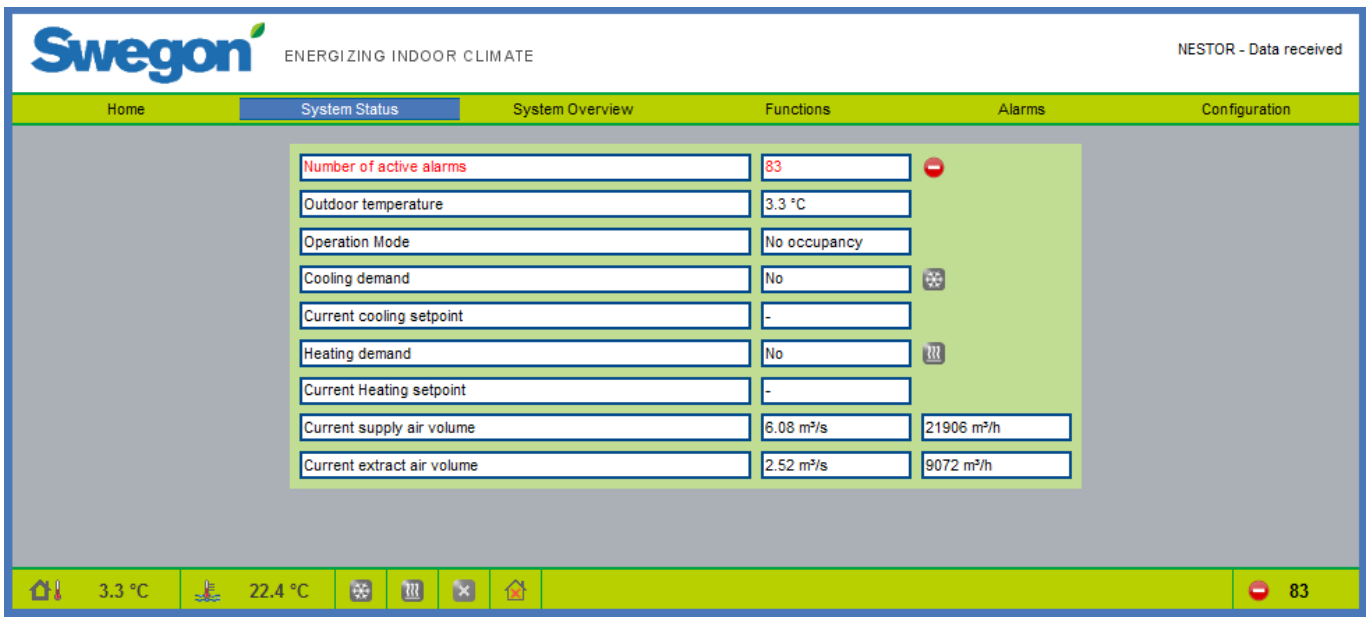 Swegon
ENERGIZING INDOOR CLIMATE
NESTOR - Data received
Home System Status System Overview Functions Alarms Configuration
Number of active alarms 83
Outdoor temperature 3.3 °C
Operation Mode No occupancy
Cooling demand No
Current cooling setpoint -
Heating demand No
Current Heating setpoint -
Current supply air volume 6.08 m³/s 21906 m³/h
Current extract air volume 2.52 m³/s 9072 m³/h
3.3 °C 22.4 °C 83